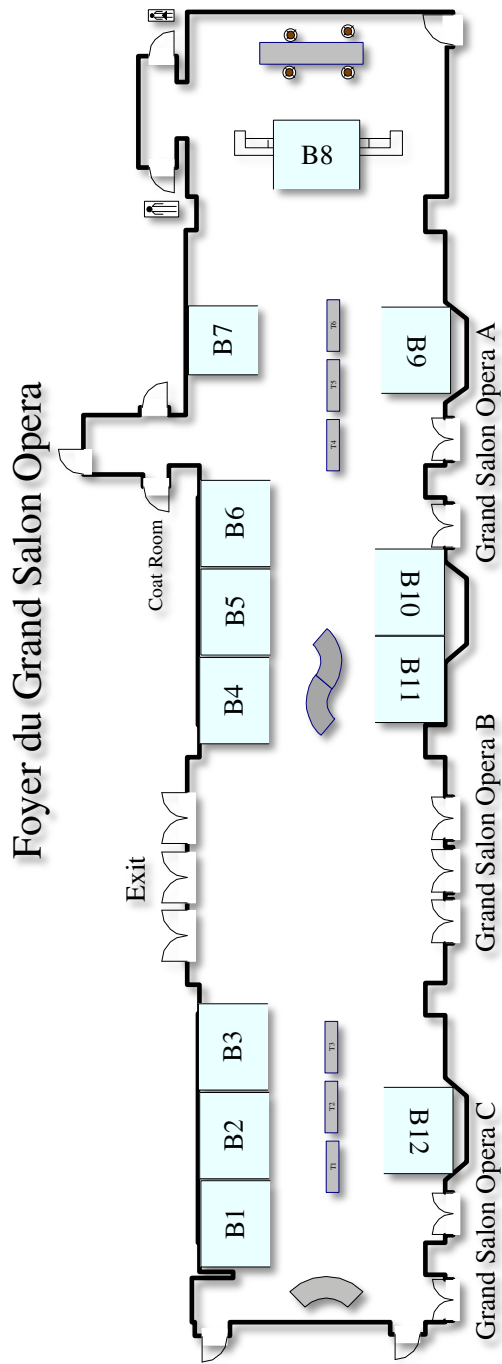 Foyer du Grand Salon Opera
B1
B2
B3
Exit
B4
B5
B6
Coat Room
B7
B8
T1
T2
T3
T4
T5
T6
B12
B11
B10
B9
Grand Salon Opera C
Grand Salon Opera B
Grand Salon Opera A